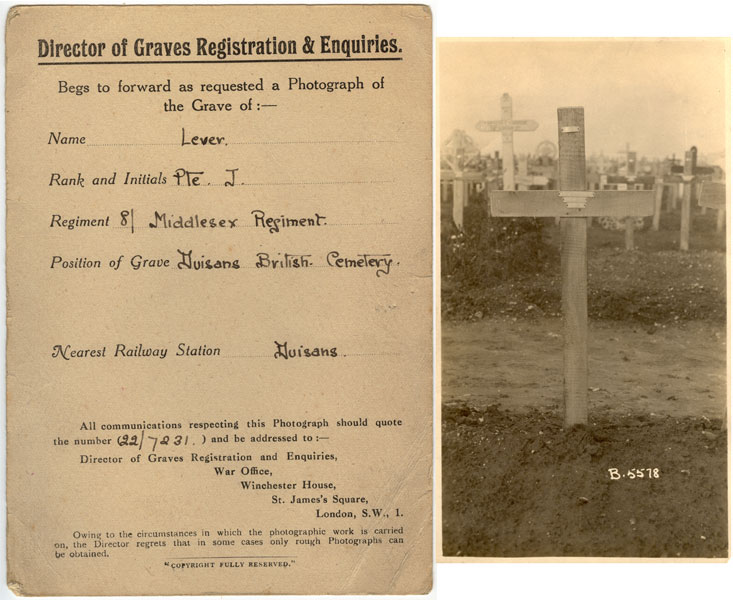 Director of Graves Registration & Enquiries.
Begs to forward as requested a Photograph of
the Grave of :—
Name Lever.
Rank and Initials Pte. J.
Regiment 8/ Middlesex Regiment.
Position of Grave Duisans British Cemetery.
Nearest Railway Station Duisans.
All communications respecting this Photograph should quote
the number (22/7231.) and be addressed to :—
Director of Graves Registration and Enquiries,
War Office,
Winchester House,
St. James's Square,
London, S.W., 1.
Owing to the circumstances in which the photographic work is carried
on, the Director regrets that in some cases only rough Photographs can
be obtained.
"COPYRIGHT FULLY RESERVED."
B.5578